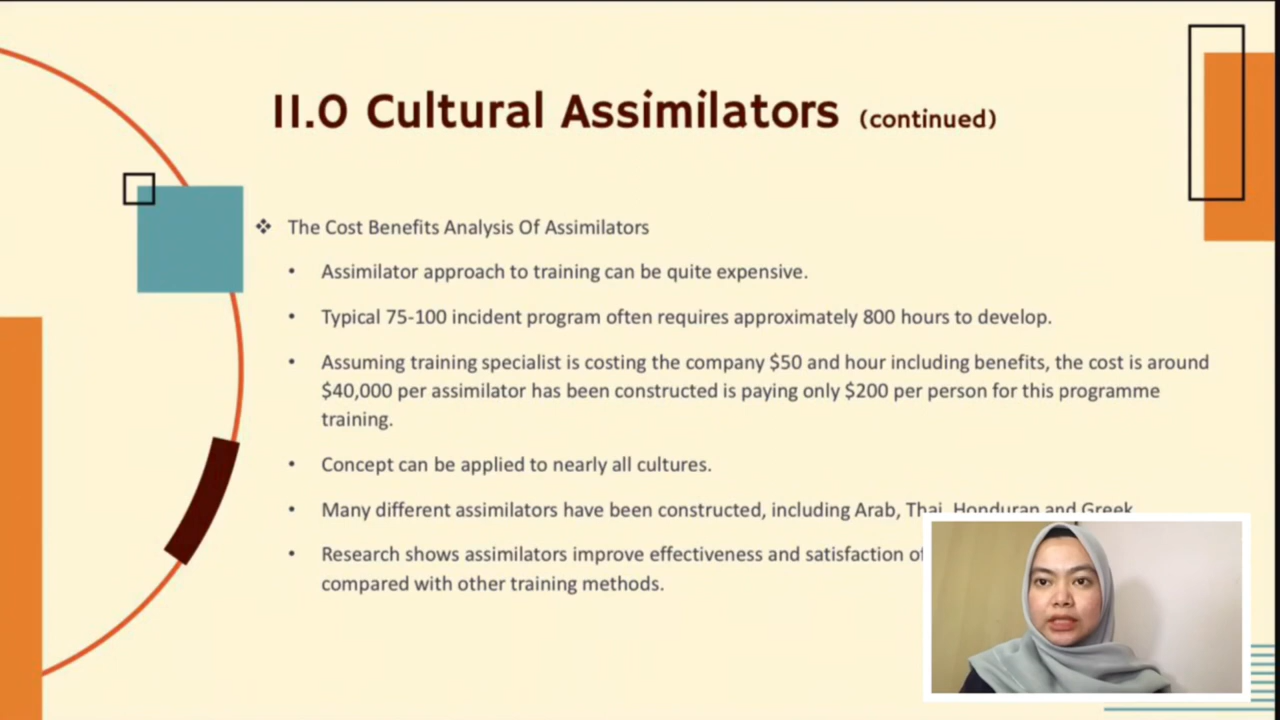 11.0 Cultural Assimilators (continued)
❖ The Cost Benefits Analysis Of Assimilators
• Assimilator approach to training can be quite expensive.
• Typical 75-100 incident program often requires approximately 800 hours to develop.
• Assuming training specialist is costing the company $50 and hour including benefits, the cost is around
$40,000 per assimilator has been constructed is paying only $200 per person for this programme
training.
• Concept can be applied to nearly all cultures.
• Many different assimilators have been constructed, including Arab, Thai, Honduran and Greek
• Research shows assimilators improve effectiveness and satisfaction of
compared with other training methods.